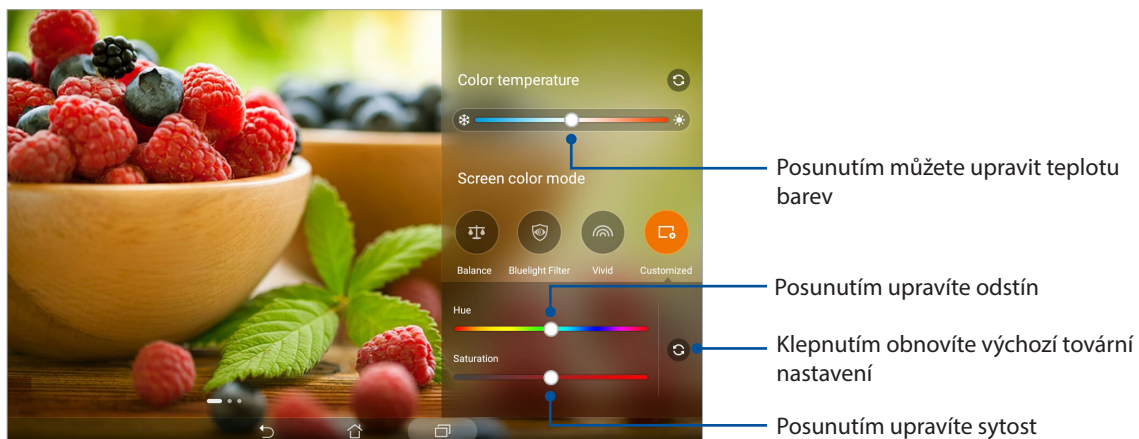 Color temperature
Posunutím můžete upravit teplotu
barev
Screen color mode
Balance
Bluelight Filter
Vivid
Customized
Hue
Posunutím upravíte odstín
Klepnutím obnovíte výchozí tovární
nastavení
Saturation
Posunutím upravíte sytost